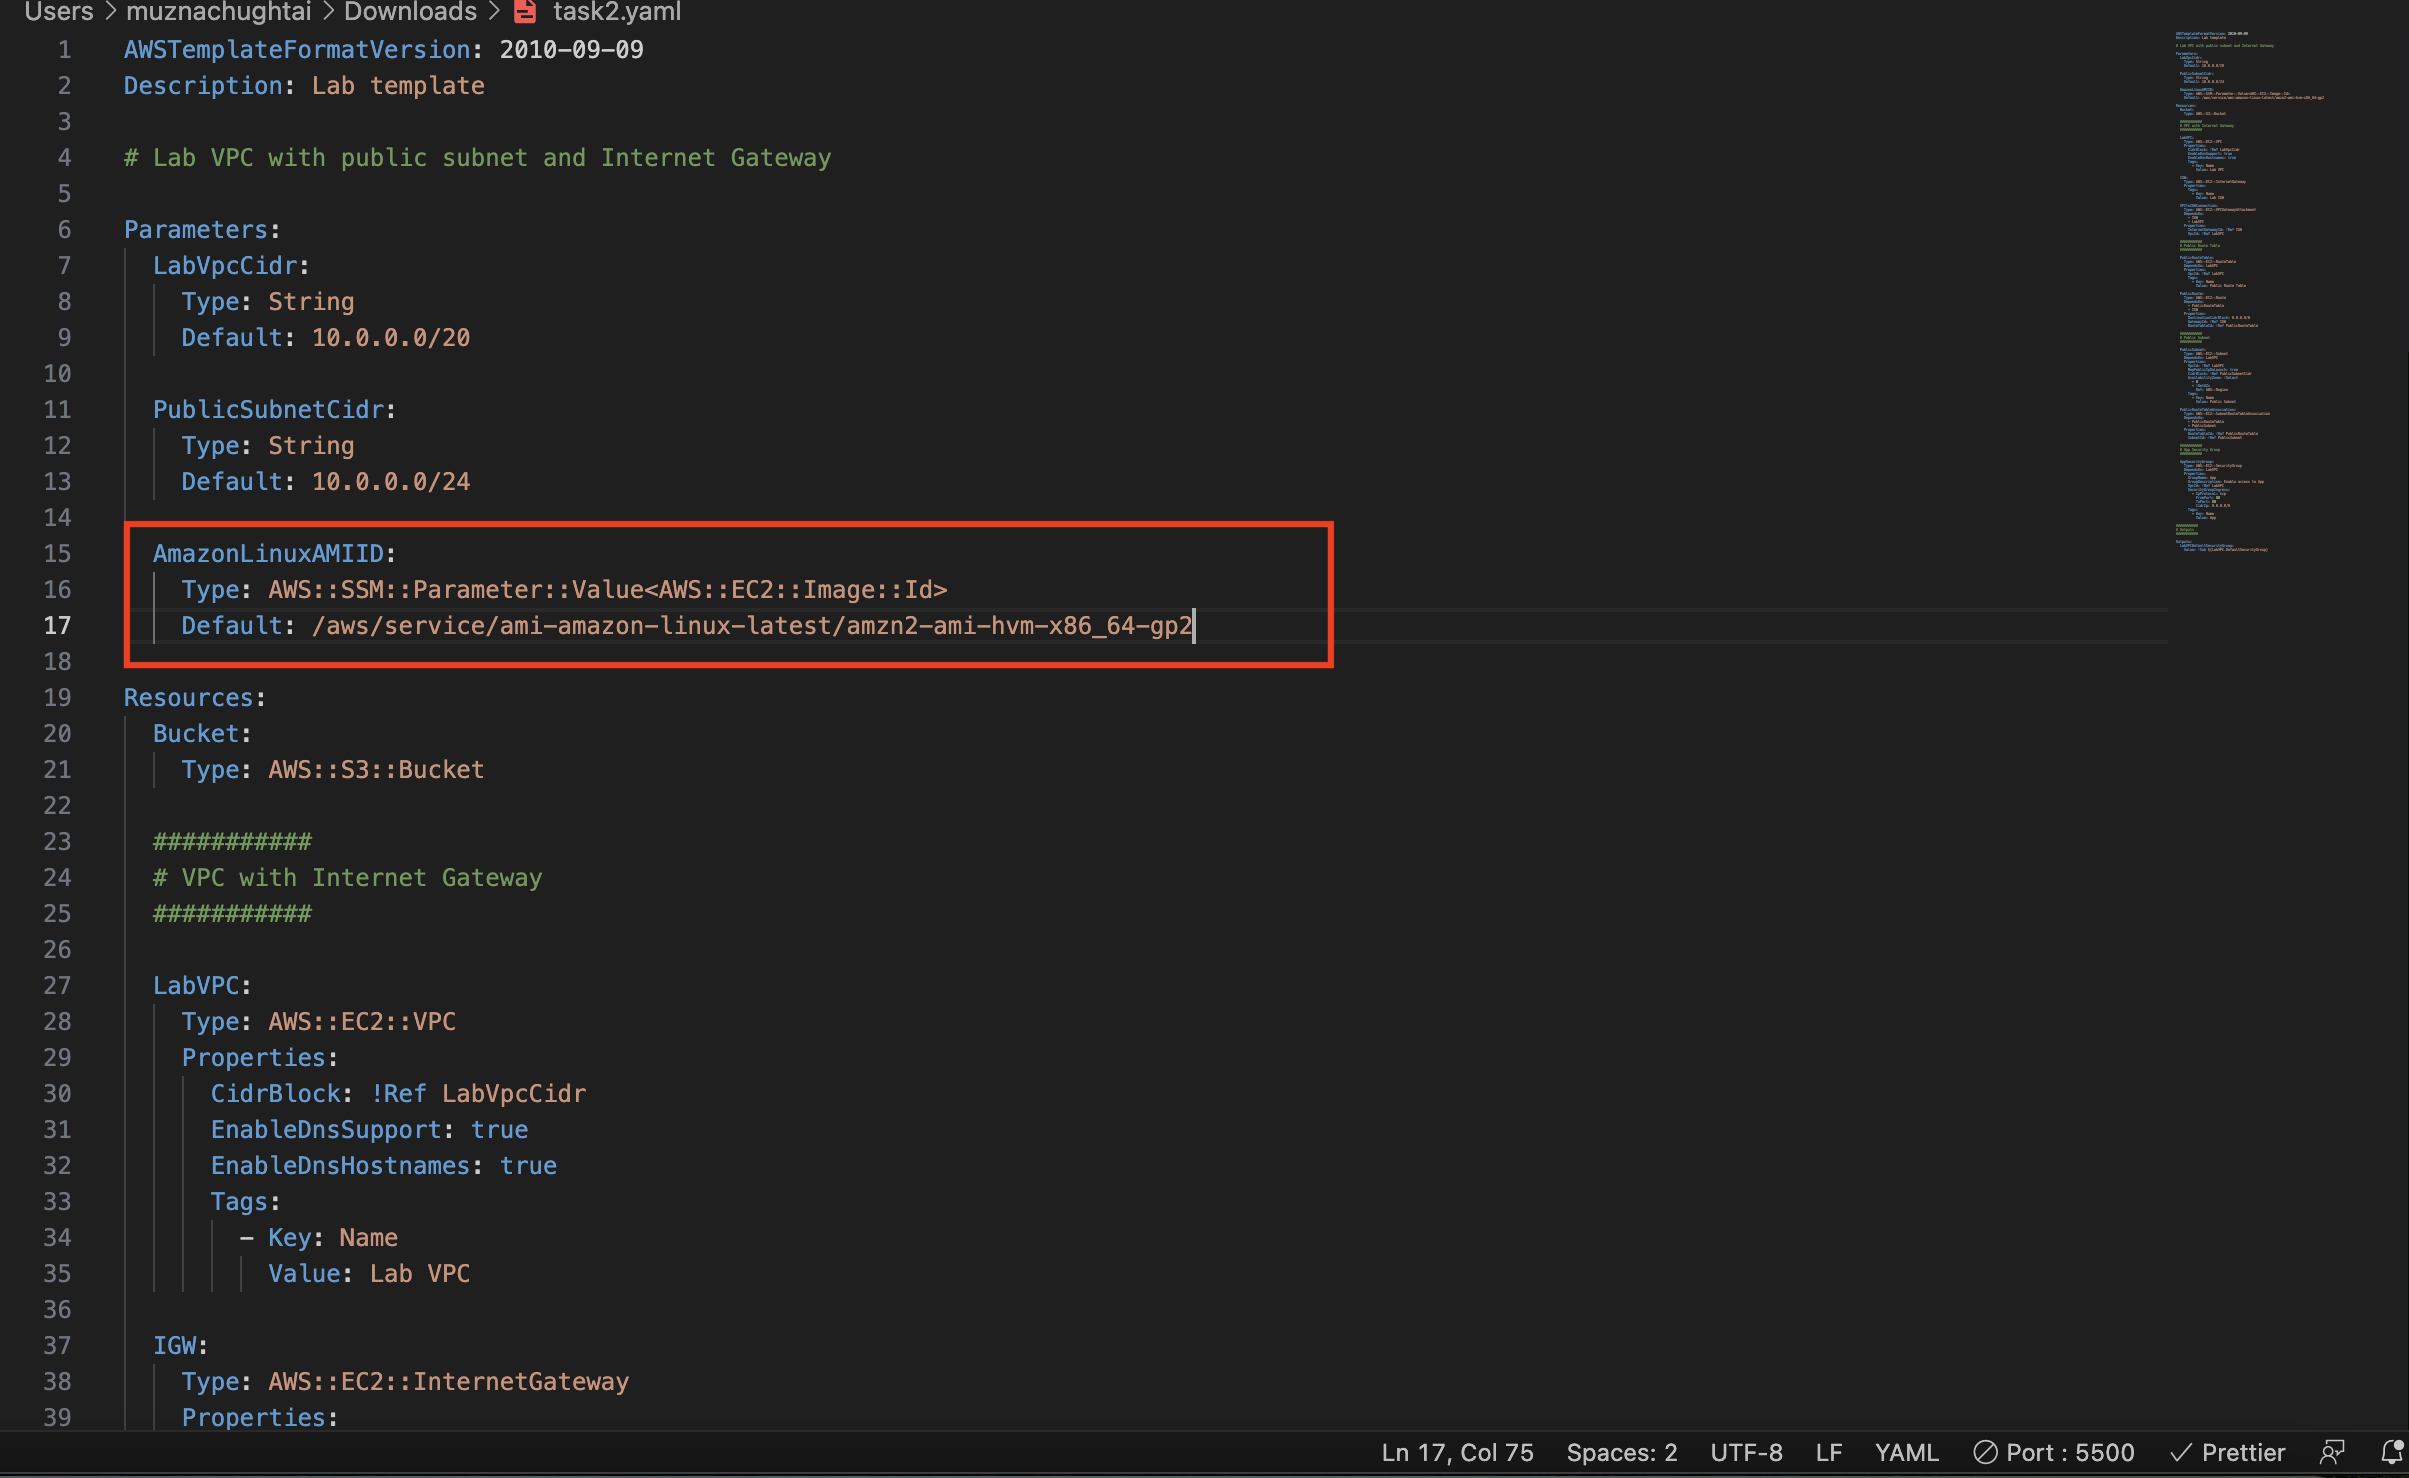 Users > muznachughtai > Downloads > task2.yaml
1 AWSTemplateFormatVersion: 2010-09-09
2 Description: Lab template
3
4 # Lab VPC with public subnet and Internet Gateway
5
6 Parameters:
7   LabVpcCidr:
8     Type: String
9     Default: 10.0.0.0/20
10
11   PublicSubnetCidr:
12     Type: String
13     Default: 10.0.0.0/24
14
15   AmazonLinuxAMIID:
16     Type: AWS::SSM::Parameter::Value<AWS::EC2::Image::Id>
17     Default: /aws/service/ami-amazon-linux-latest/amzn2-ami-hvm-x86_64-gp2
18
19 Resources:
20   Bucket:
21     Type: AWS::S3::Bucket
22
23   ###########
24   # VPC with Internet Gateway
25   ###########
26
27   LabVPC:
28     Type: AWS::EC2::VPC
29     Properties:
30       CidrBlock: !Ref LabVpcCidr
31       EnableDnsSupport: true
32       EnableDnsHostnames: true
33       Tags:
34         - Key: Name
35           Value: Lab VPC
36
37   IGW:
38     Type: AWS::EC2::InternetGateway
39     Properties:
Ln 17, Col 75 Spaces: 2 UTF-8 LF YAML Port : 5500 Prettier